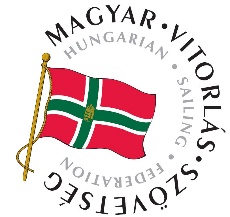 MAGYAR • VITORLÁS • SZÖVETSÉG
HUNGARIAN • SAILING • FEDERATION